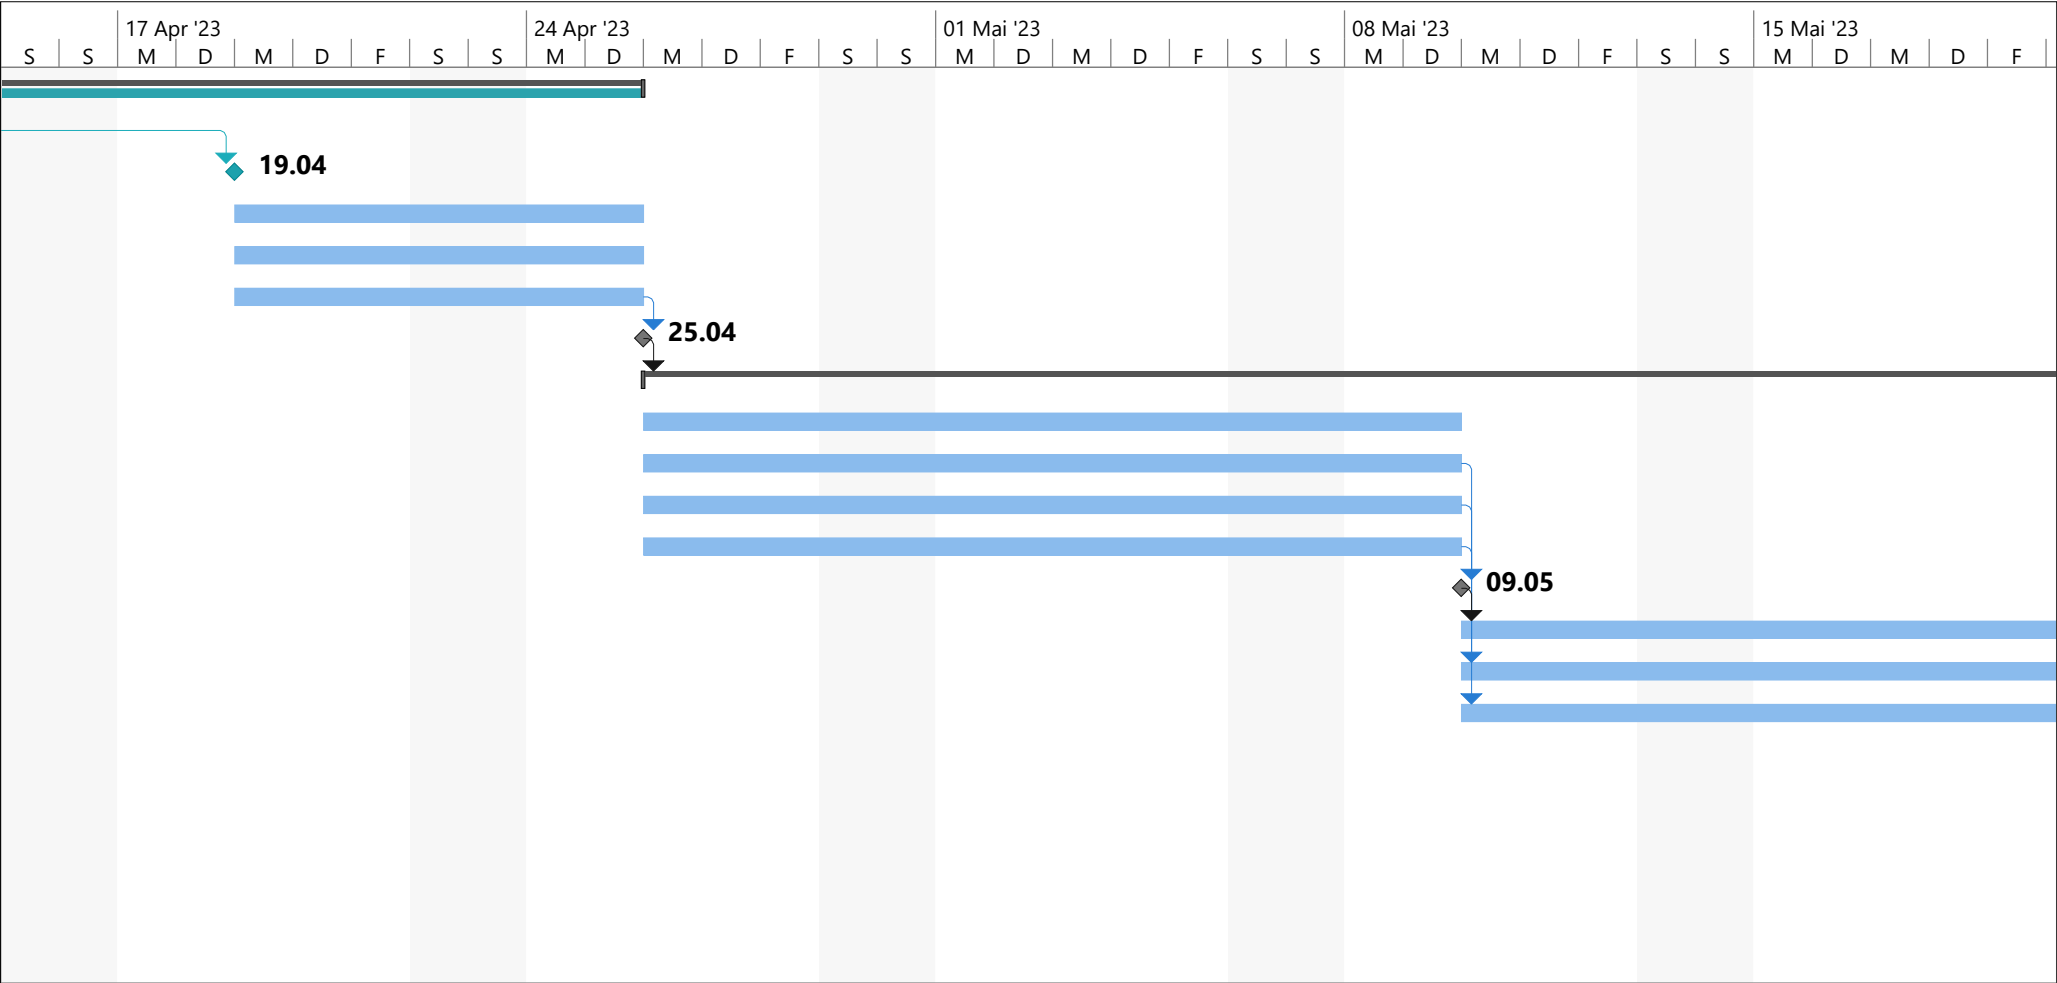 17 Apr '23 24 Apr '23 01 Mai '23 08 Mai '23 15 Mai '23
S S M D M D F S S M D M D F S S M D M D F S S M D M D F S S M D M D F
19.04
25.04
09.05